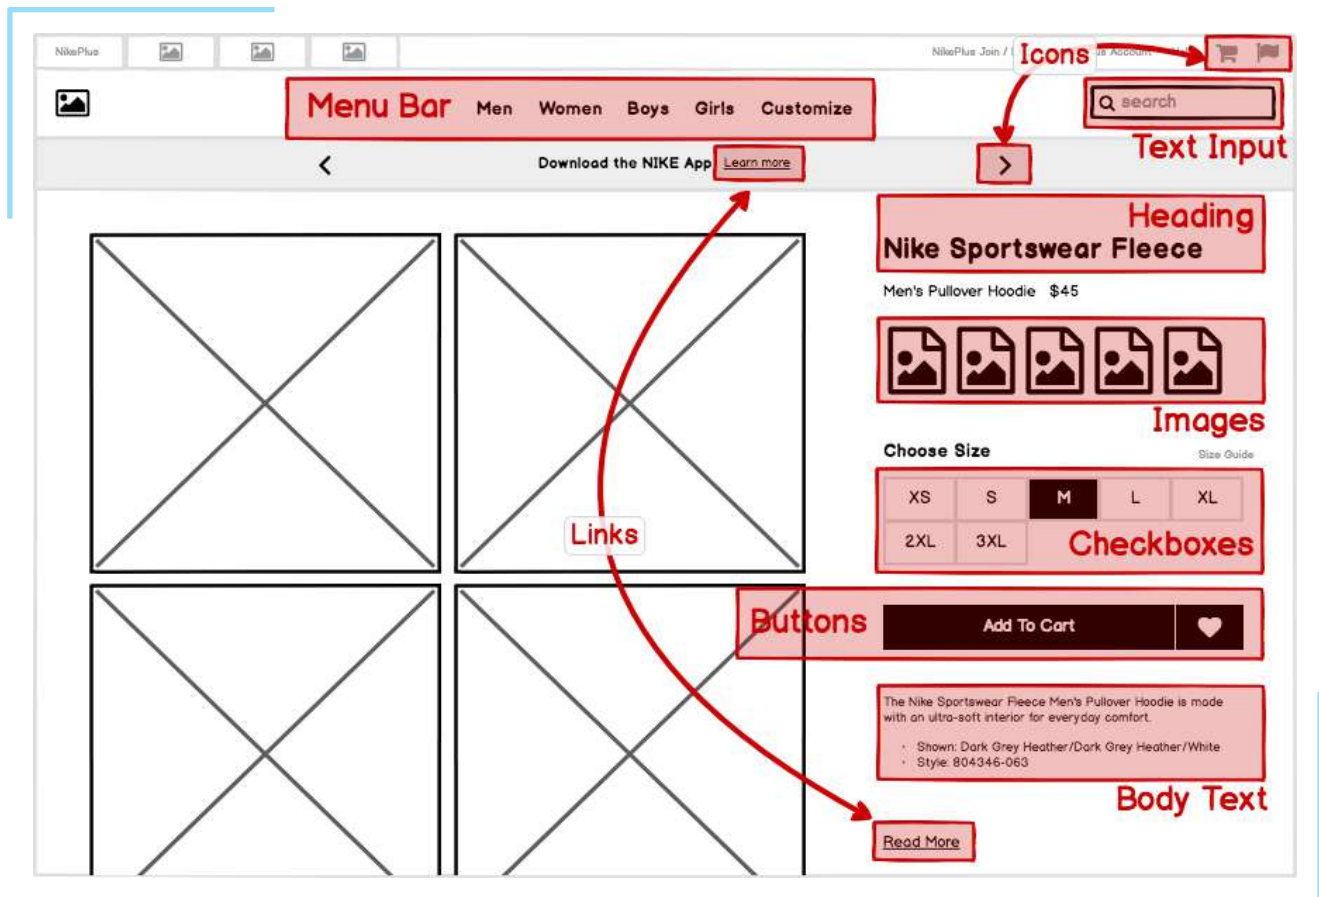 NikePlus
NikePlus Join / Account
Icons
Menu Bar Men Women Boys Girls Customize
search
Text Input
Download the NIKE App Learn more
Heading
Nike Sportswear Fleece
Men's Pullover Hoodie $45
Images
Choose Size
Size Guide
XS S M L XL
2XL 3XL
Checkboxes
Links
Buttons
Add To Cart
The Nike Sportswear Fleece Men's Pullover Hoodie is made
with an ultra-soft interior for everyday comfort.
· Shown: Dark Grey Heather/Dark Grey Heather/White
· Style: 804346-063
Body Text
Read More